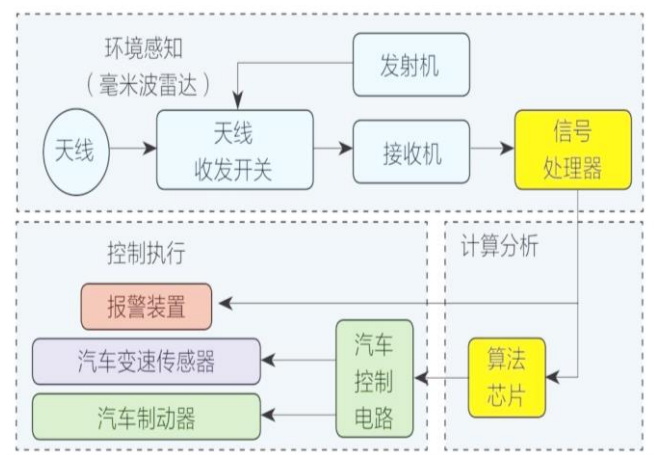 环境感知
（毫米波雷达）
发射机
天线
天线
收发开关
接收机
信号
处理器
控制执行
计算分析
报警装置
汽车变速传感器
汽车制动器
汽车
控制
电路
算法
芯片